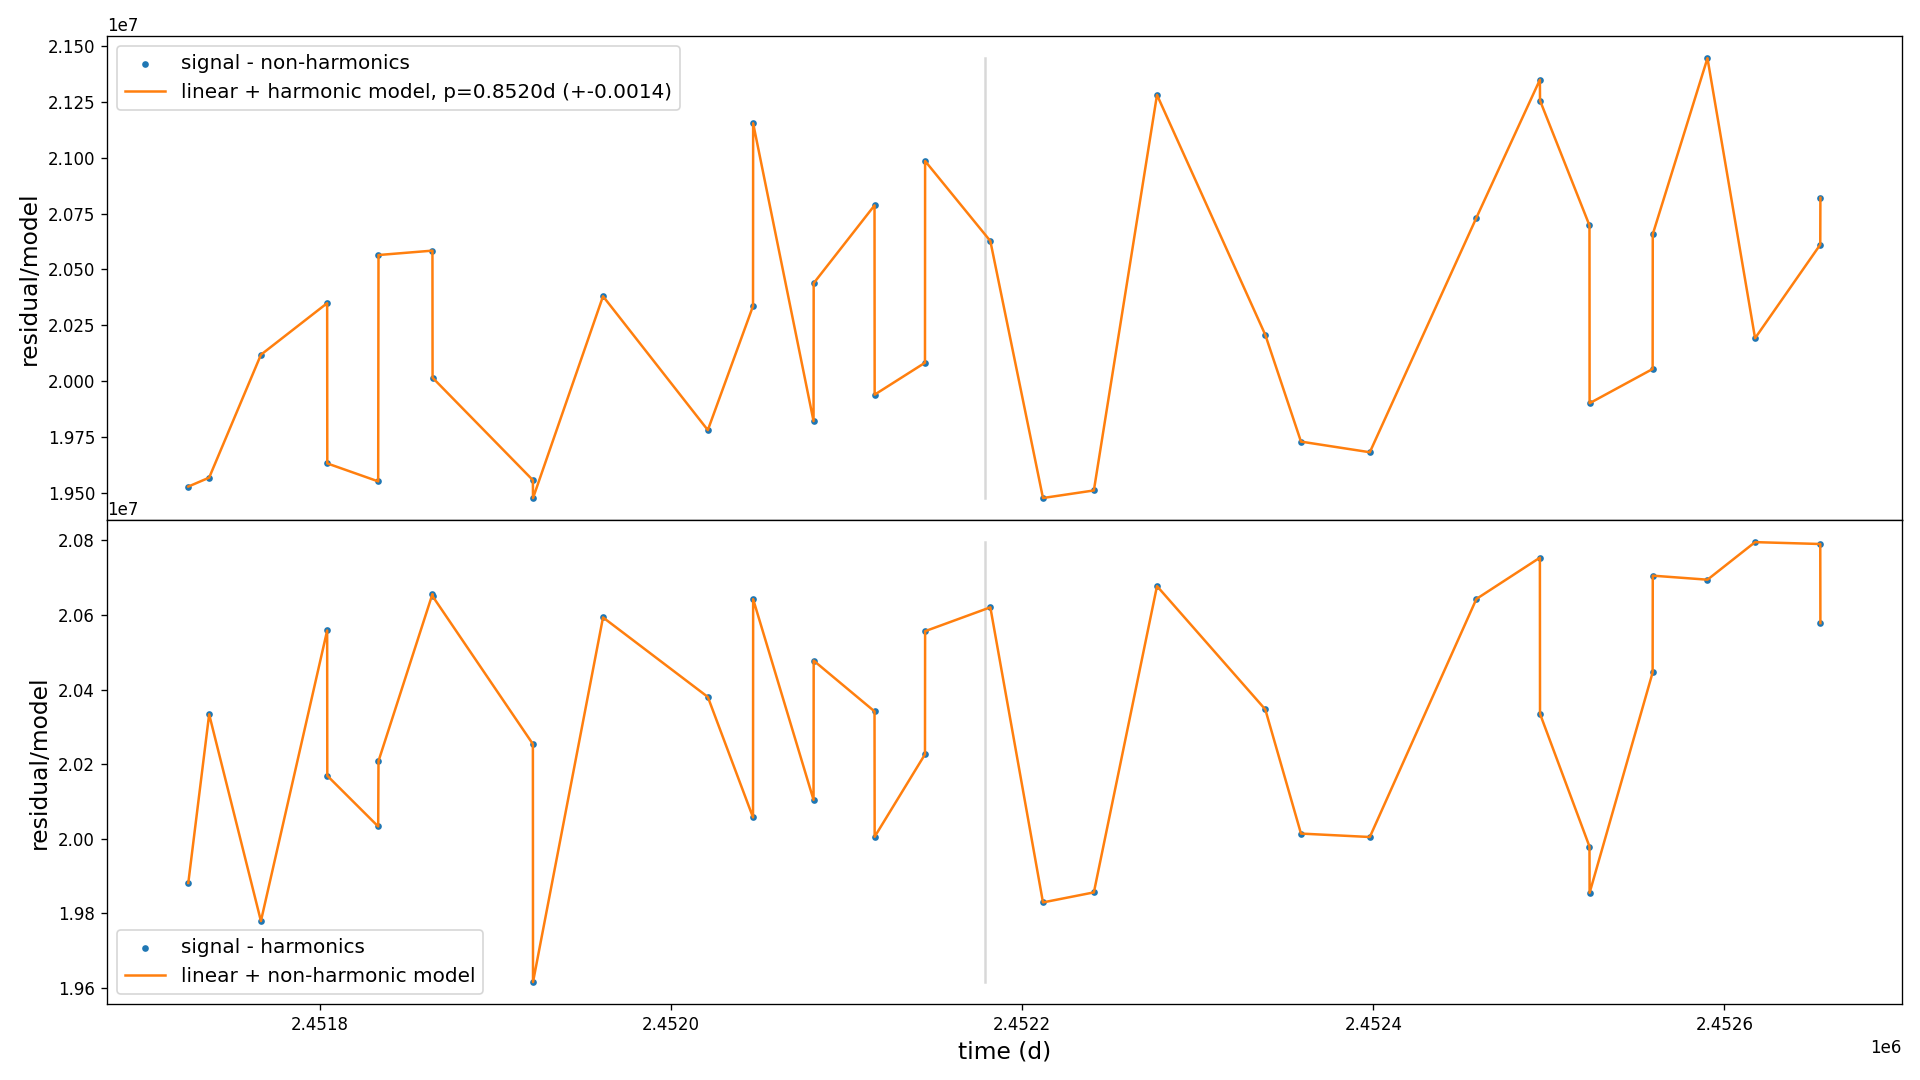 1e7
2.150
2.125
2.100
2.075
2.050
2.025
2.000
1.975
1.950
residual/model
signal - non-harmonics
linear + harmonic model, p=0.8520d (+-0.0014)
1e7
2.08
2.06
2.04
2.02
2.00
1.98
1.96
residual/model
signal - harmonics
linear + non-harmonic model
2.4518
2.4520
2.4522
2.4524
2.4526
1e6
time (d)